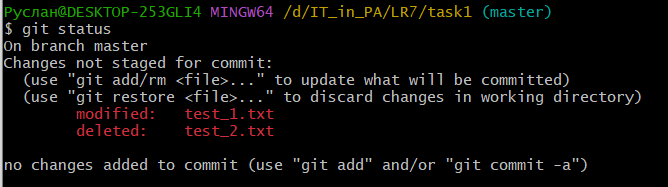 Руслан@DESKTOP-253GLI4 MINGW64 /d/IT_in_PA/LR7/task1 (master)
$ git status
On branch master
Changes not staged for commit:
  (use "git add/rm <file>..." to update what will be committed)
  (use "git restore <file>..." to discard changes in working directory)
        modified:   test_1.txt
        deleted:    test_2.txt

no changes added to commit (use "git add" and/or "git commit -a")